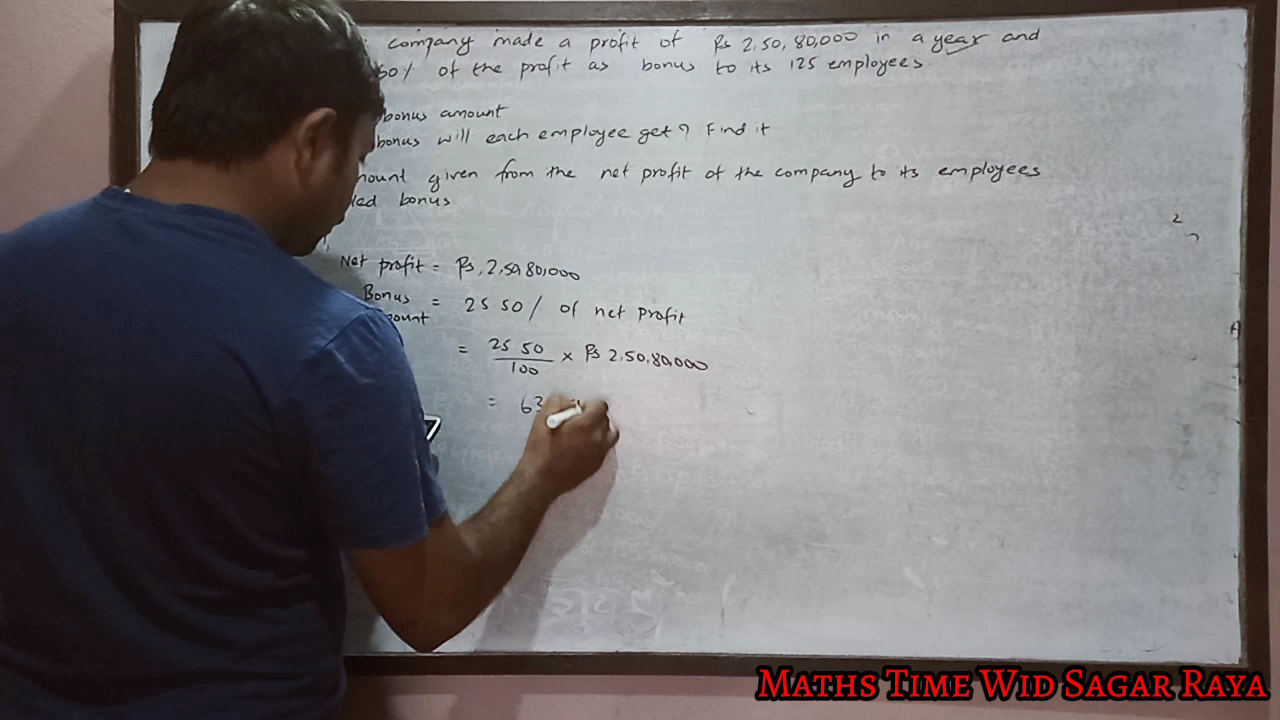 company made a profit of Rs 2,50,80,000 in a year and
50% of the profit as bonus to its 125 employees.
bonus amount
bonus will each employee get? Find it
mount given from the net profit of the company to its employees
led bonus
Net profit = Rs. 2,50,80,000
Bonus = 25.50% of net profit
ount
= 25.50/100 × Rs 2,50,80,000
= 63
2
MATHS TIME WID SAGAR RAYA